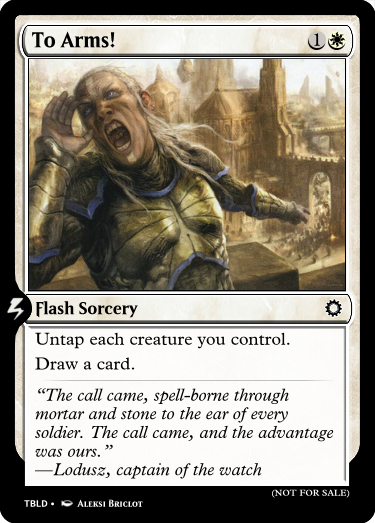 To Arms! 1
Flash Sorcery
Untap each creature you control.
Draw a card.
“The call came, spell-borne through
mortar and stone to the ear of every
soldier. The call came, and the advantage
was ours.”
—Lodusz, captain of the watch
(NOT FOR SALE)
TBLD • Aleksi Briclot